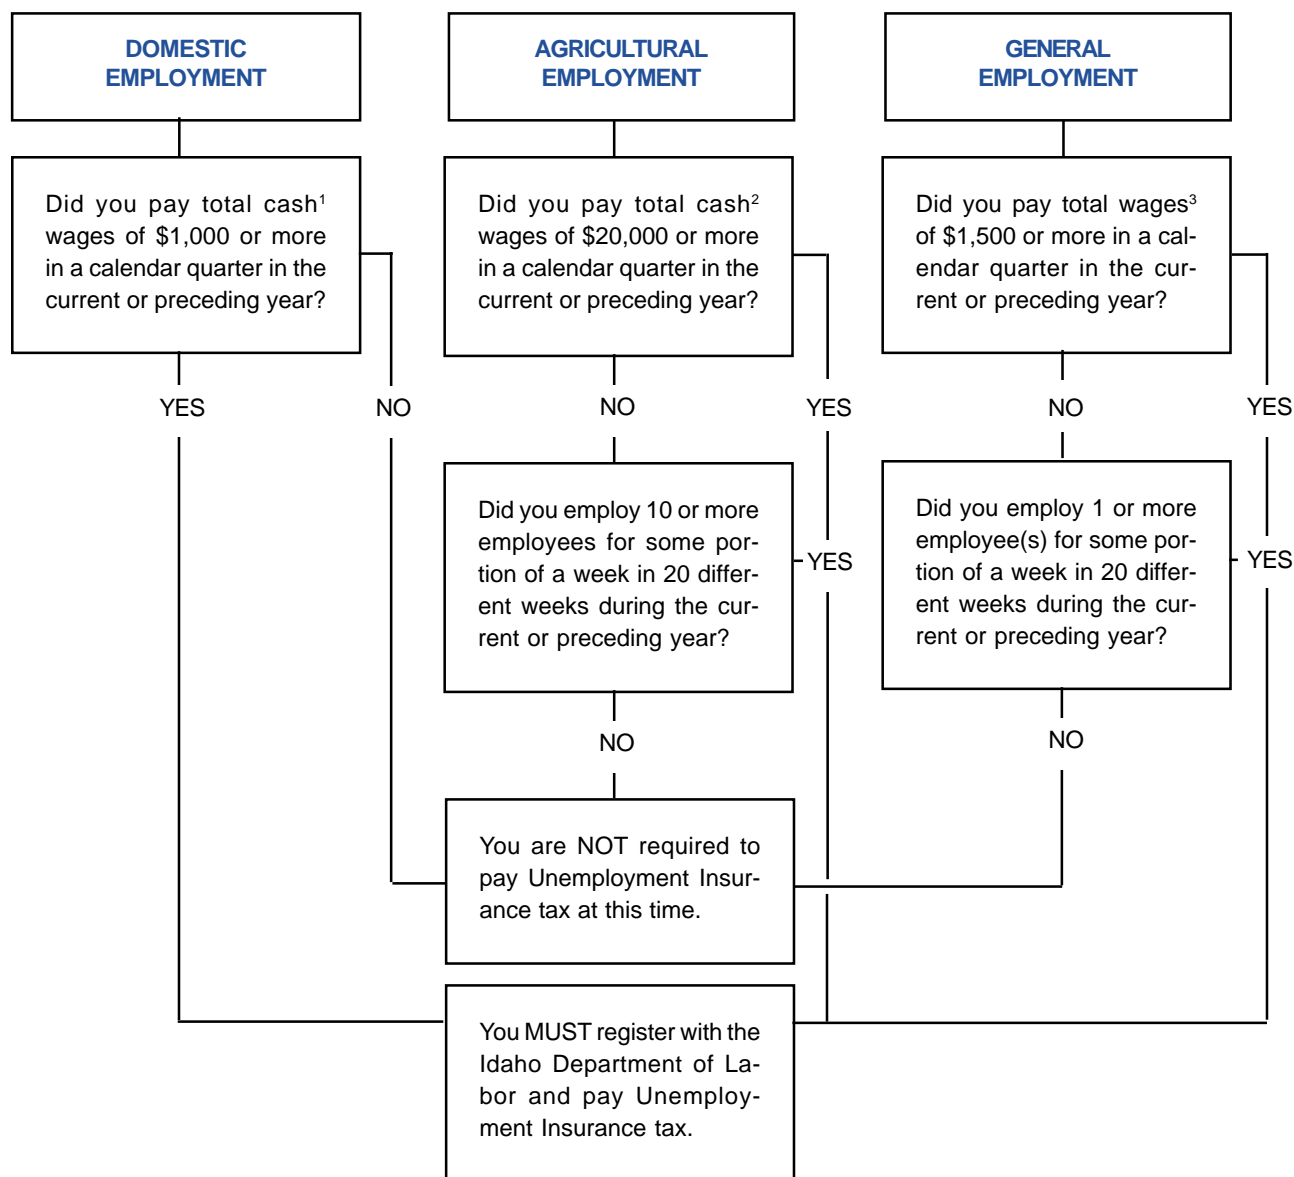 DOMESTIC
EMPLOYMENT
AGRICULTURAL
EMPLOYMENT
GENERAL
EMPLOYMENT
Did you pay total cash¹
wages of $1,000 or more
in a calendar quarter in the
current or preceding year?
Did you pay total cash²
wages of $20,000 or more
in a calendar quarter in the
current or preceding year?
Did you pay total wages³
of $1,500 or more in a cal-
endar quarter in the cur-
rent or preceding year?
YES
NO
NO
YES
NO
YES
Did you employ 10 or more
employees for some por-
tion of a week in 20 differ-
ent weeks during the cur-
rent or preceding year?
YES
Did you employ 1 or more
employee(s) for some por-
tion of a week in 20 differ-
ent weeks during the cur-
rent or preceding year?
YES
NO
NO
You are NOT required to
pay Unemployment Insur-
ance tax at this time.
You MUST register with the
Idaho Department of La-
bor and pay Unemploy-
ment Insurance tax.